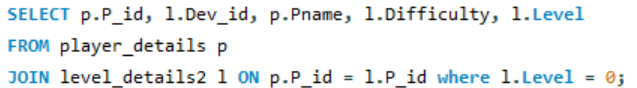 SELECT p.P_id, l.Dev_id, p.Pname, l.Difficulty, l.Level
FROM player_details p
JOIN level_details2 l ON p.P_id = l.P_id where l.Level = 0;